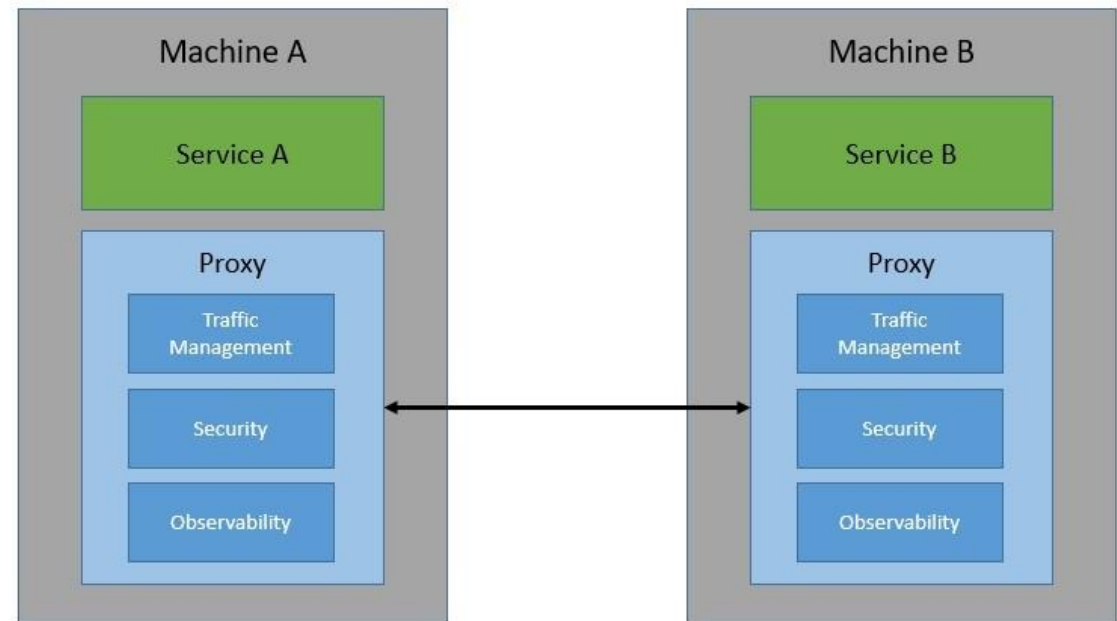 Machine A
Service A
Proxy
Traffic
Management
Security
Observability
Machine B
Service B
Proxy
Traffic
Management
Security
Observability